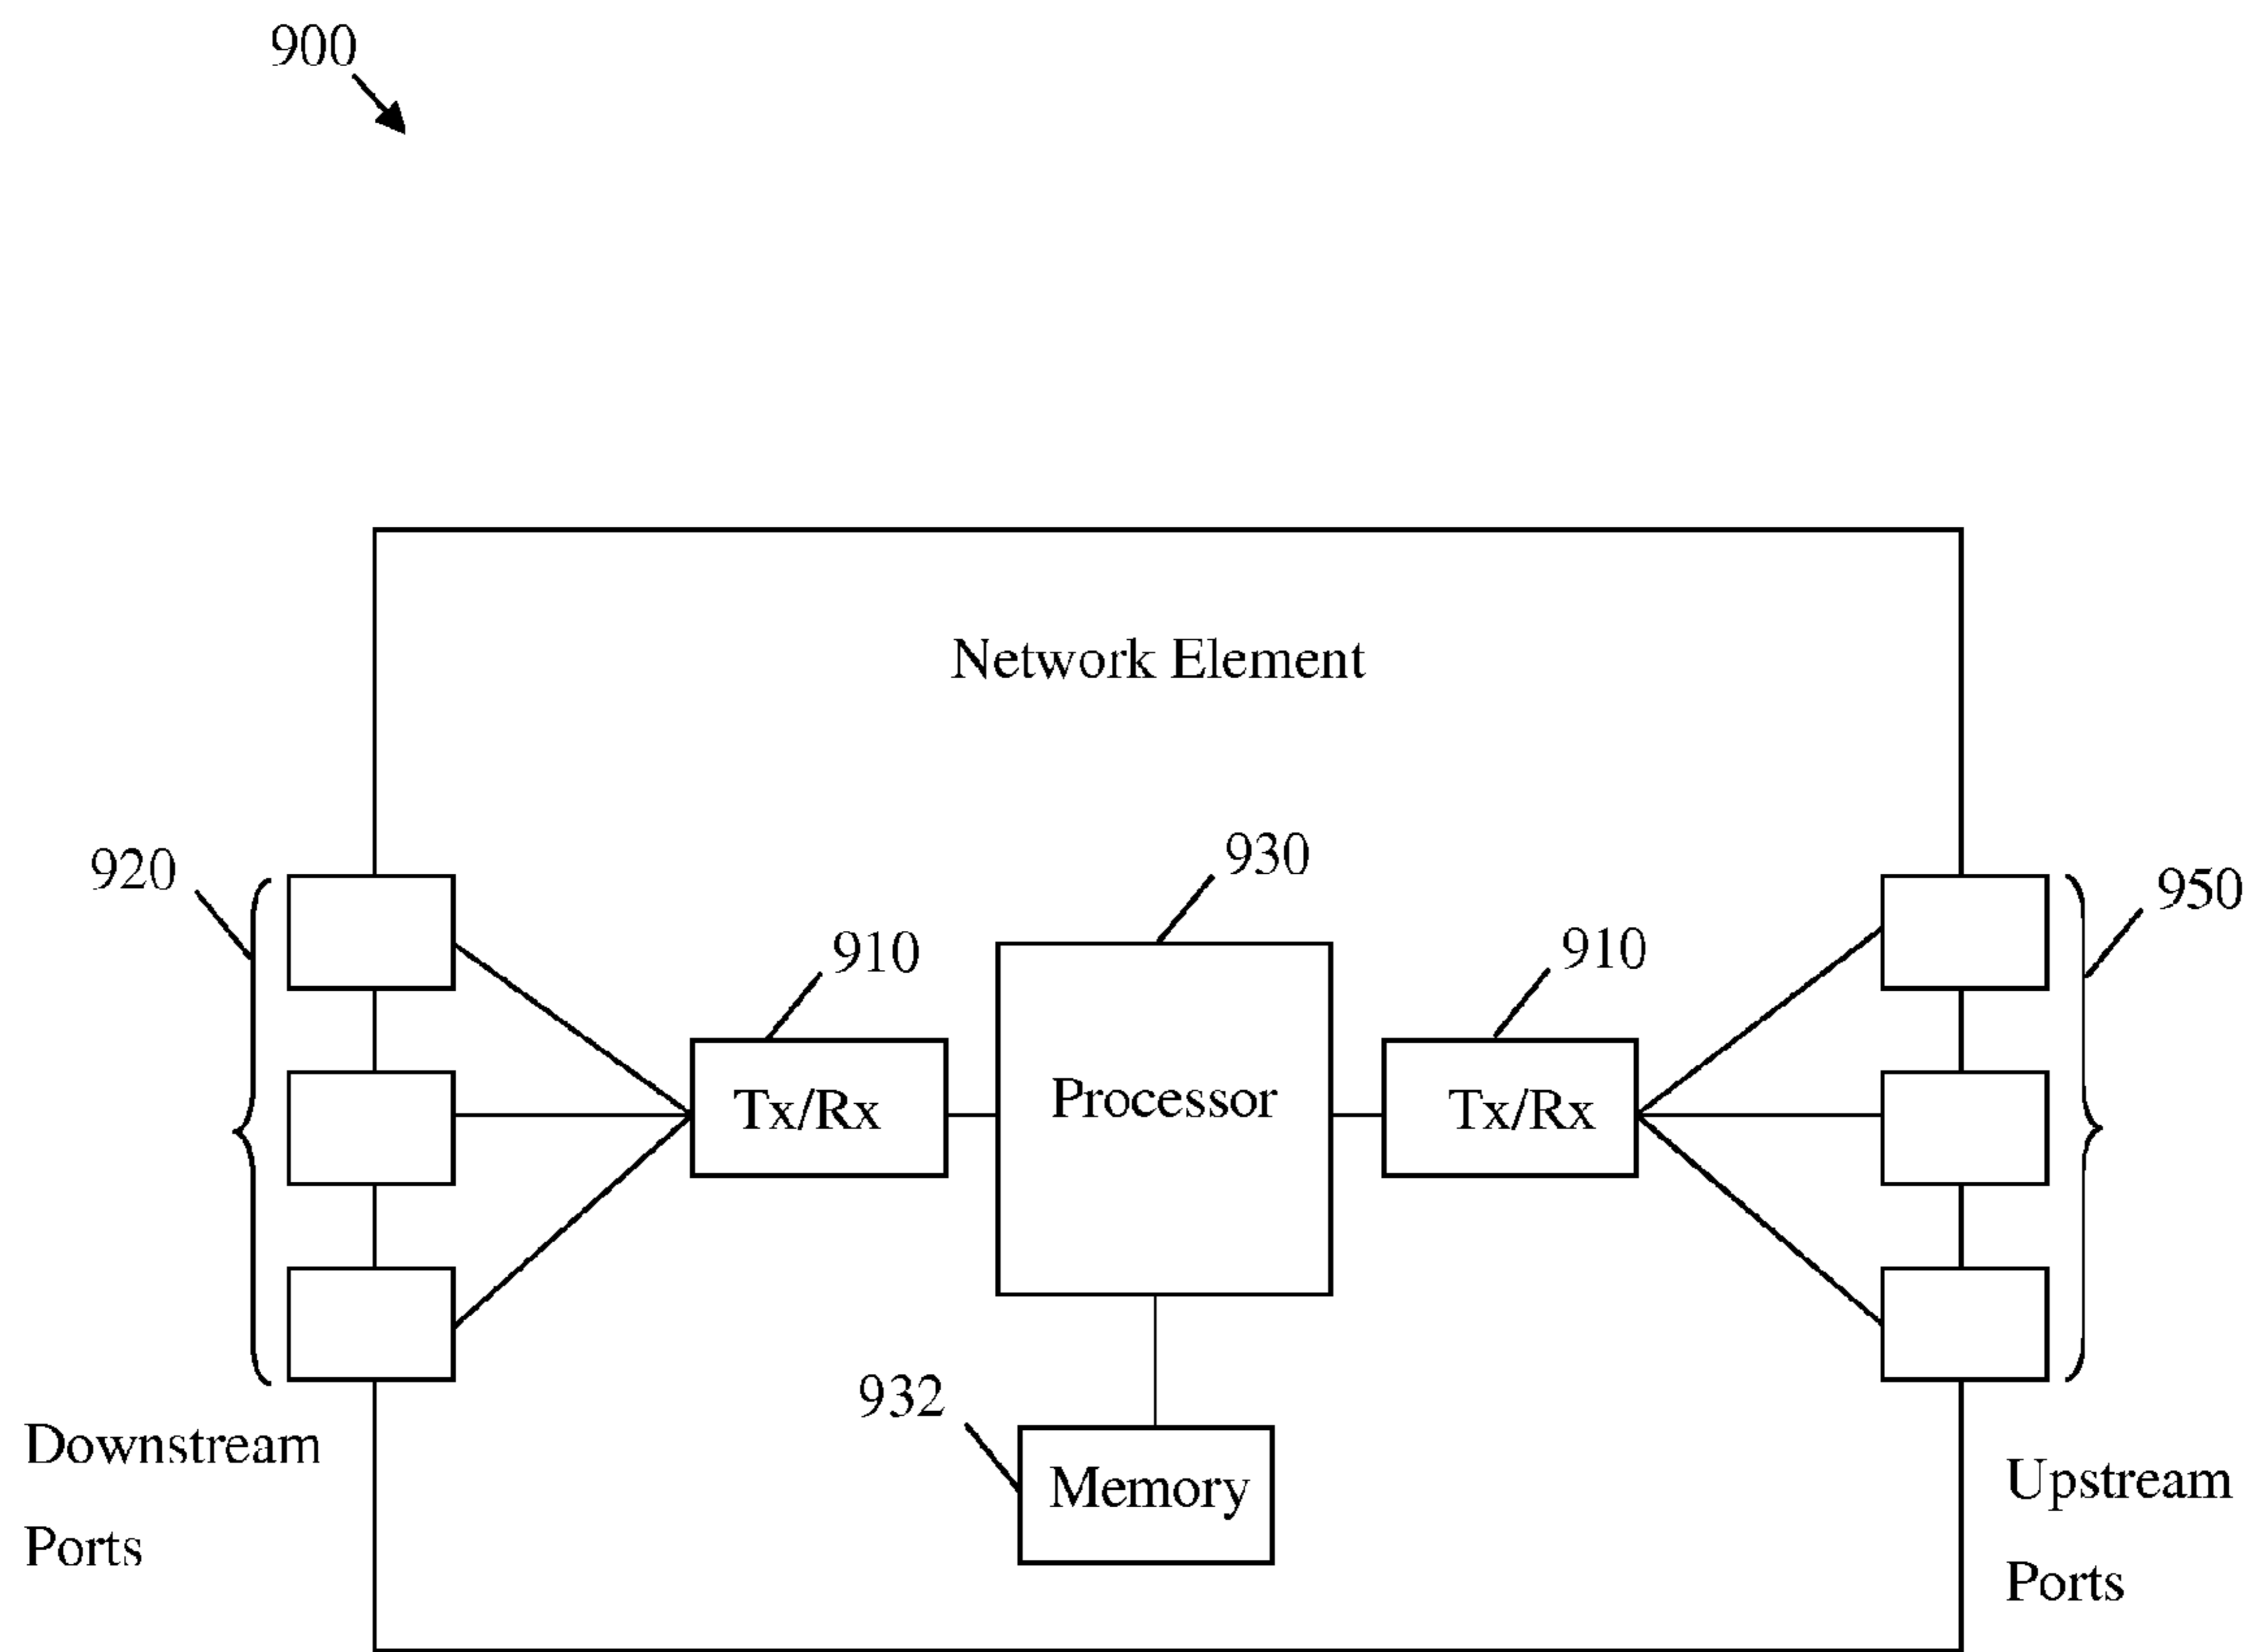 900
Network Element
920
930
950
910
910
Tx/Rx
Processor
Tx/Rx
932
Downstream
Ports
Memory
Upstream
Ports